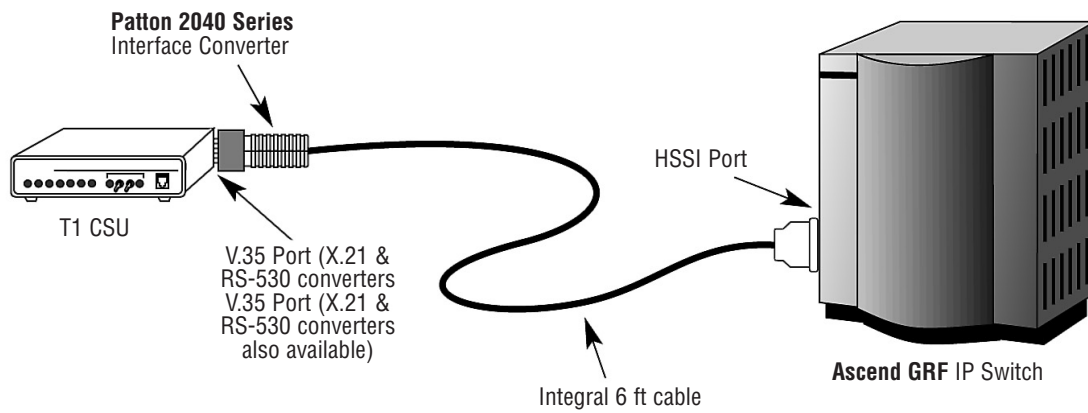 Patton 2040 Series
Interface Converter
HSSI Port
T1 CSU
V.35 Port (X.21 &
RS-530 converters
V.35 Port (X.21 &
RS-530 converters
also available)
Integral 6 ft cable
Ascend GRF IP Switch